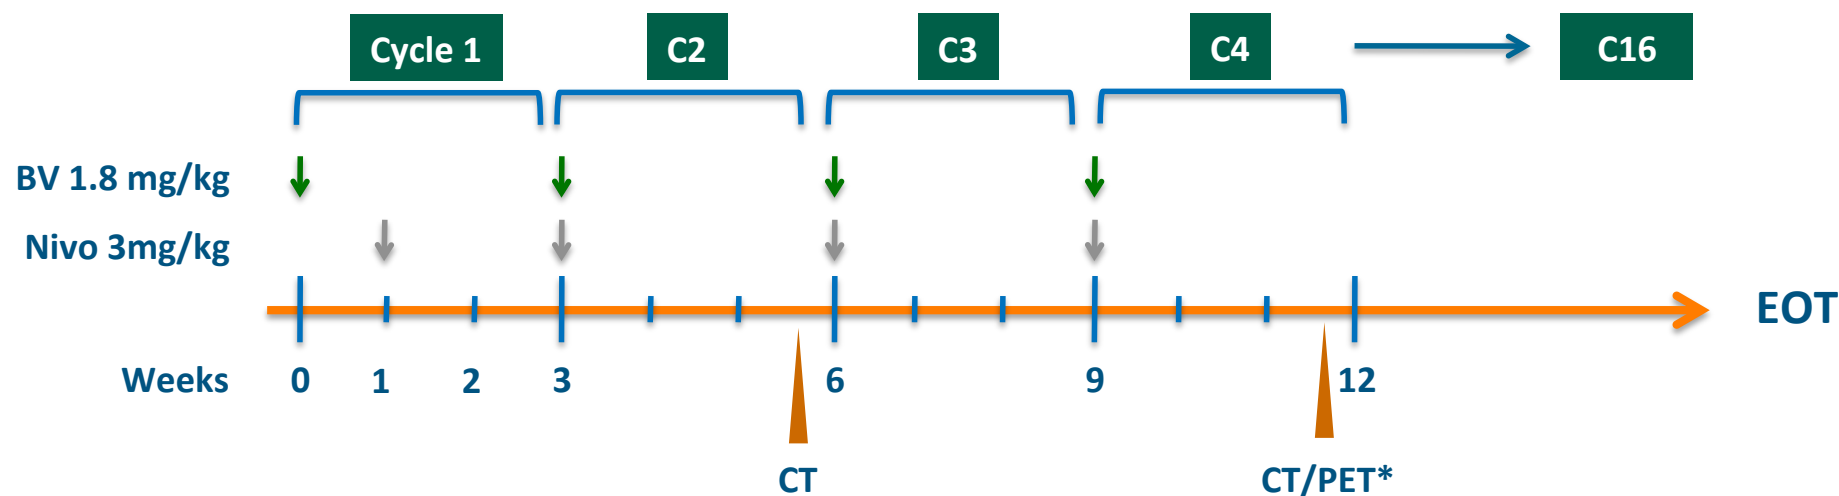 Cycle 1 C2 C3 C4 C16
BV 1.8 mg/kg
Nivo 3mg/kg
EOT
Weeks 0 1 2 3 6 9 12
CT CT/PET*